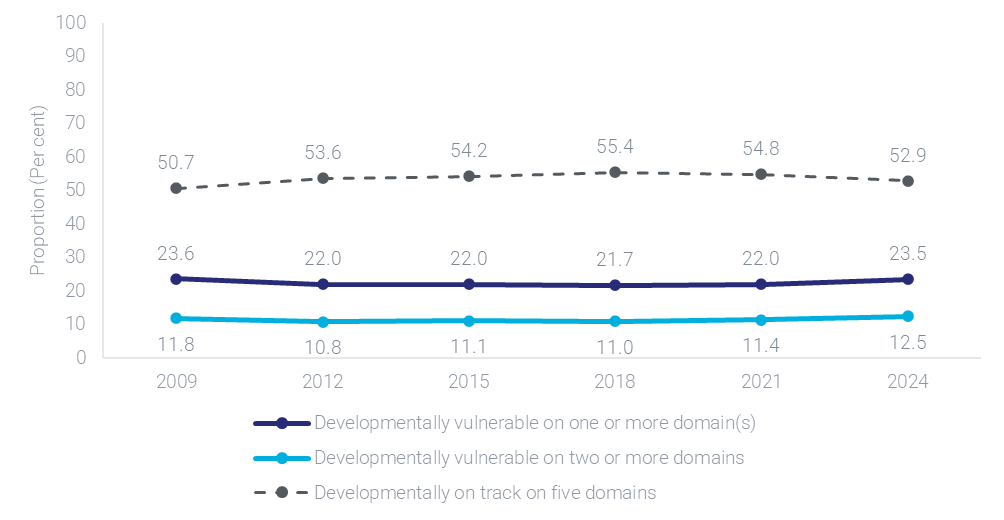 100
90
80
70
60
50
40
30
20
10
0
Proportion (Per cent)
50.7 53.6 54.2 55.4 54.8 52.9
23.6 22.0 22.0 21.7 22.0 23.5
11.8 10.8 11.1 11.0 11.4 12.5
2009 2012 2015 2018 2021 2024
Developmentally vulnerable on one or more domain(s)
Developmentally vulnerable on two or more domains
Developmentally on track on five domains